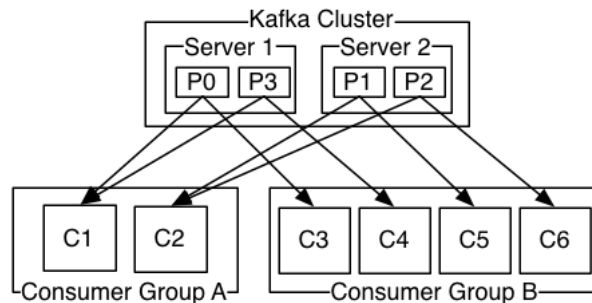 Kafka Cluster
Server 1 Server 2
P0 P3 P1 P2
C1 C2 C3 C4 C5 C6
Consumer Group A Consumer Group B